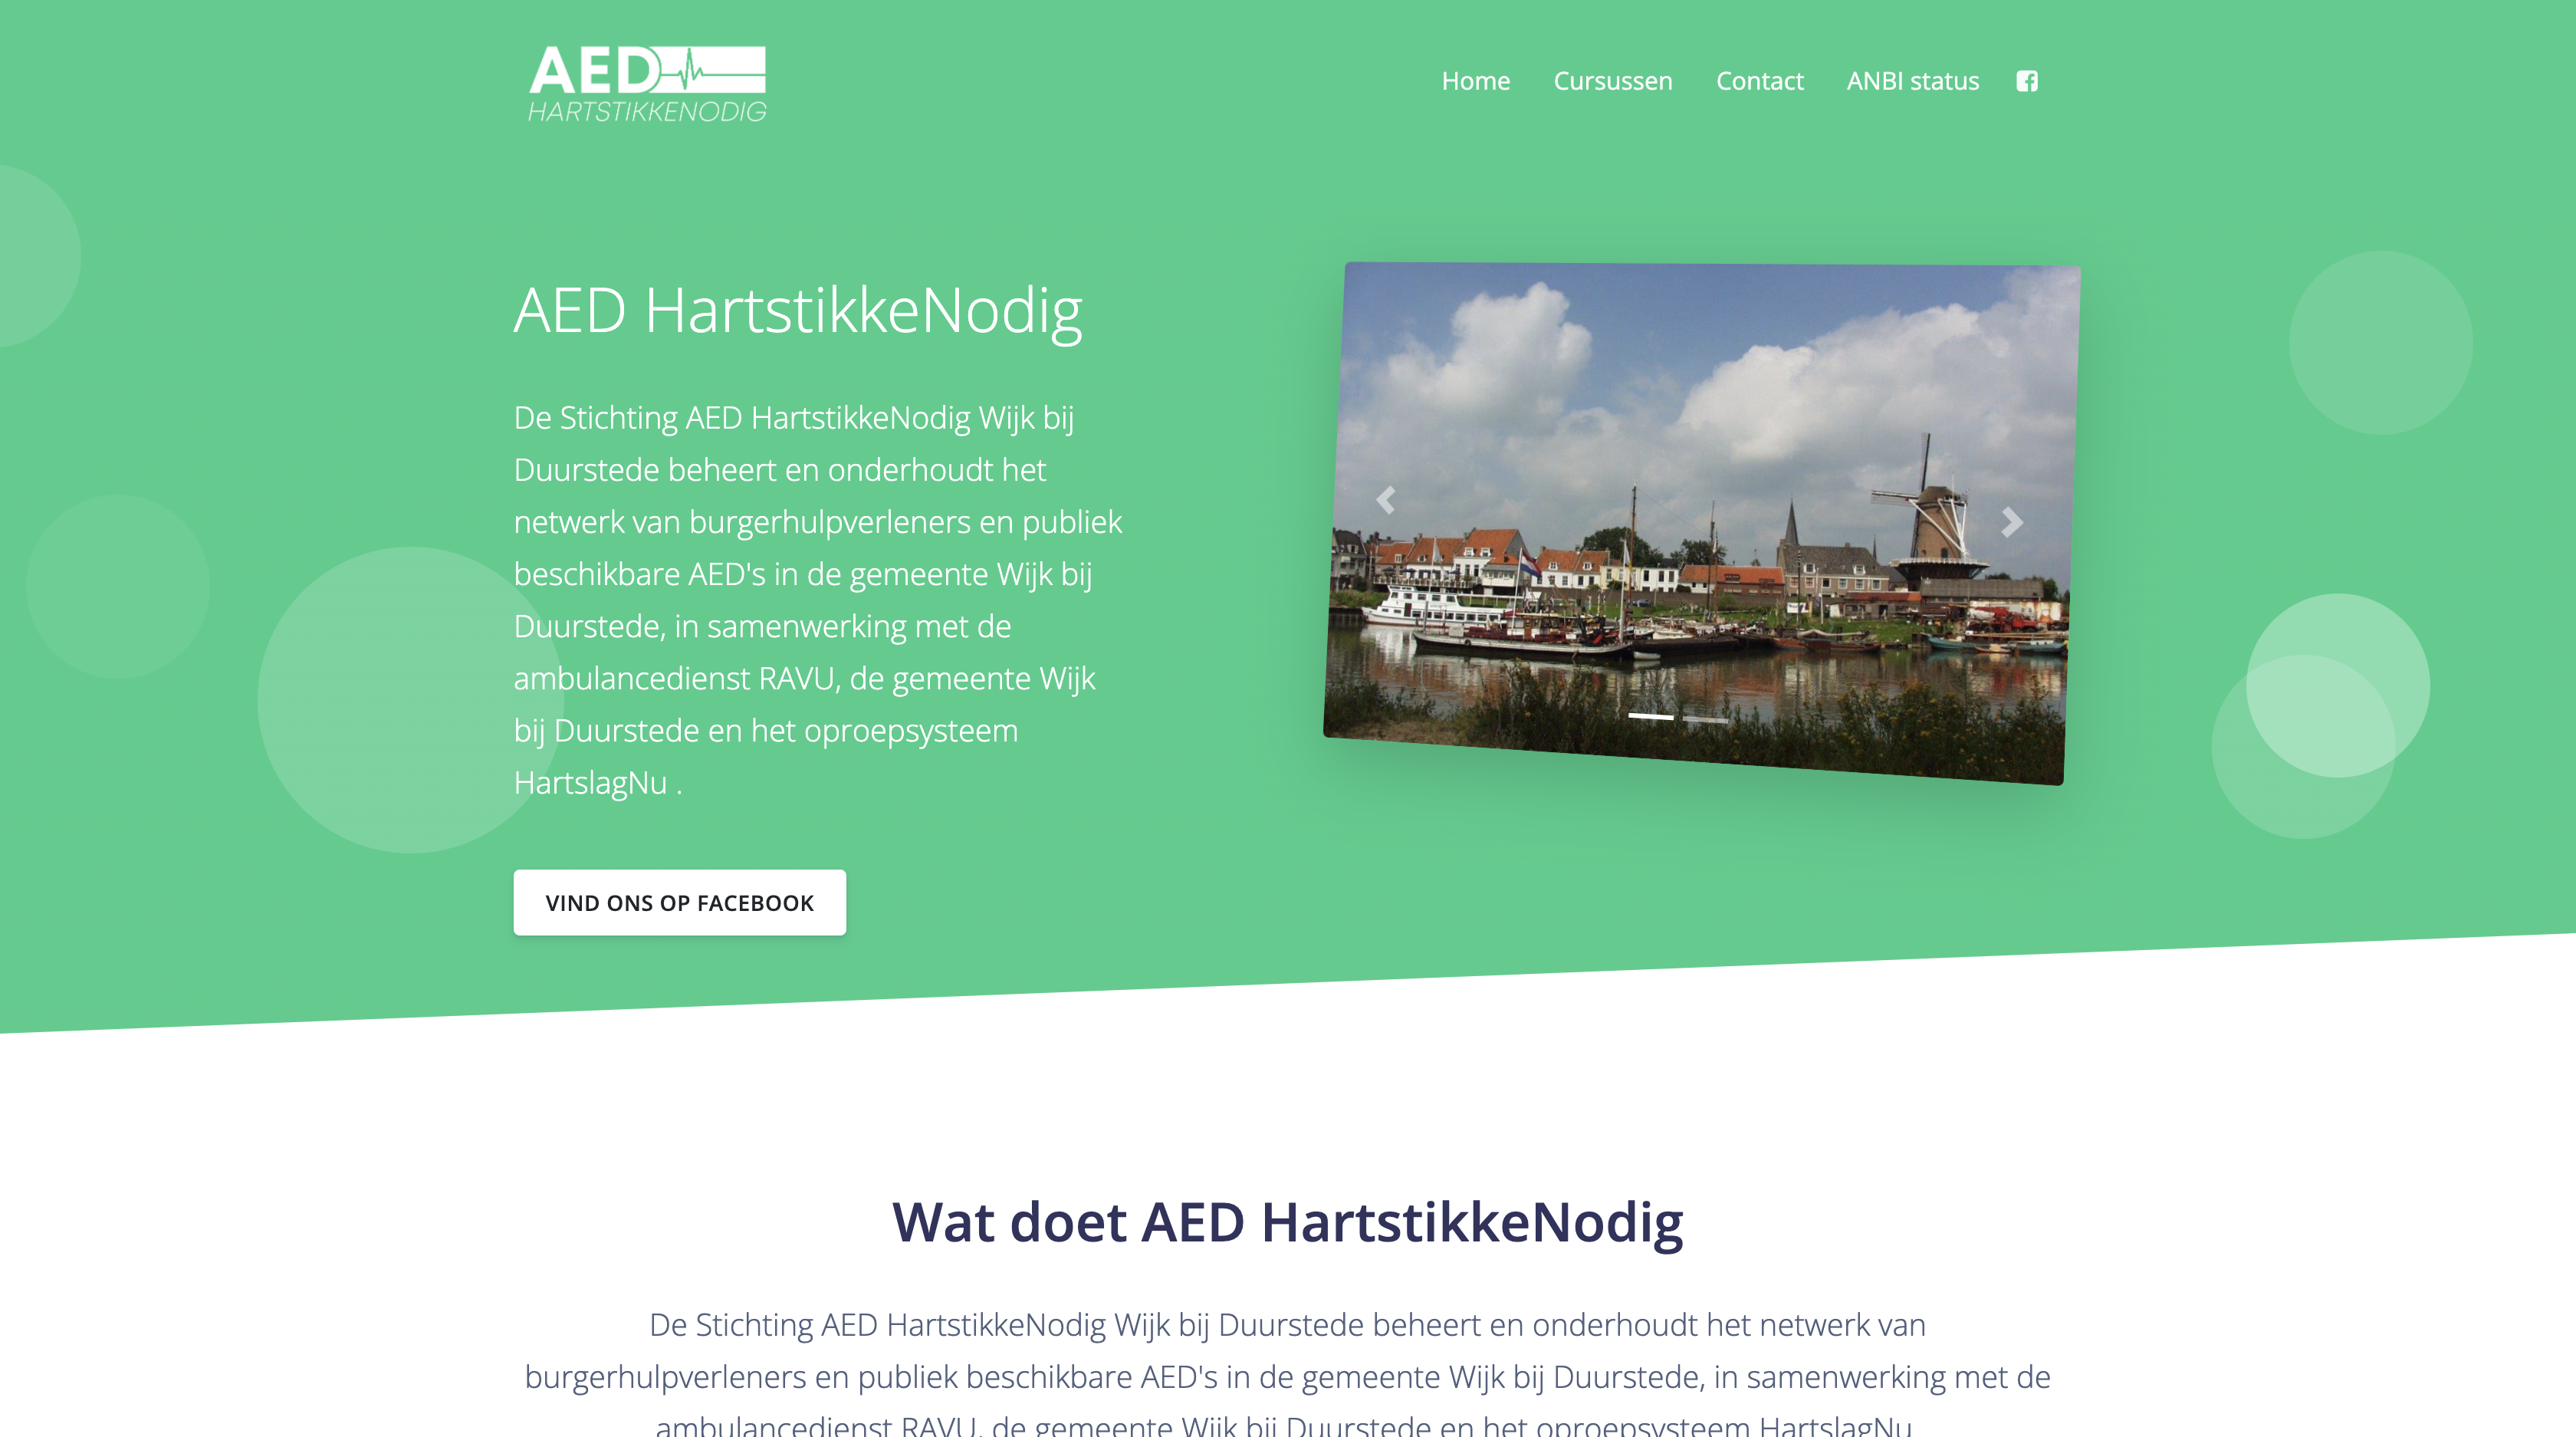 AED
HARTSTIKKENODIG
Home Cursussen Contact ANBI status
AED HartstikkeNodig
De Stichting AED HartstikkeNodig Wijk bij
Duurstede beheert en onderhoudt het
netwerk van burgerhulpverleners en publiek
beschikbare AED's in de gemeente Wijk bij
Duurstede, in samenwerking met de
ambulancedienst RAVU, de gemeente Wijk
bij Duurstede en het oproepsysteem
HartslagNu .
VIND ONS OP FACEBOOK
Wat doet AED HartstikkeNodig
De Stichting AED HartstikkeNodig Wijk bij Duurstede beheert en onderhoudt het netwerk van
burgerhulpverleners en publiek beschikbare AED's in de gemeente Wijk bij Duurstede, in samenwerking met de
ambulancedienst RAVU, de gemeente Wijk bij Duurstede en het oproepsysteem HartslagNu